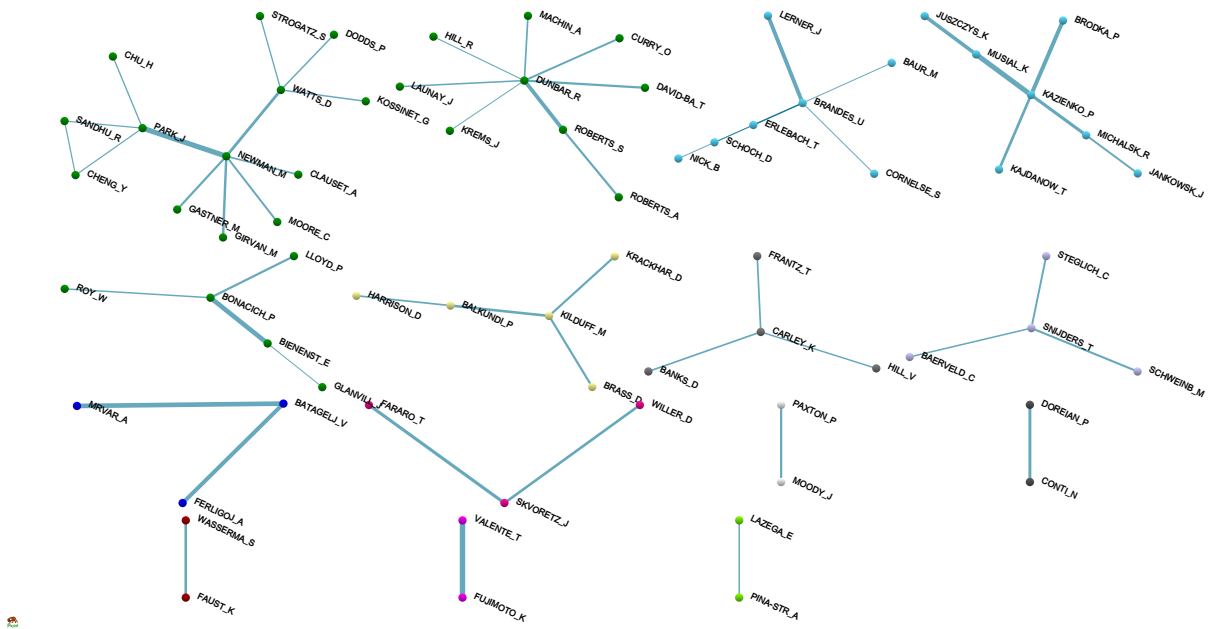 STROGATZ_S
DODDS_P
CHU_H
WATTS_D
KOSSINET_G
SANDHU_R
PARK_J
NEWMAN_M
CLAUSET_A
CHENG_Y
GASTNER_M
GIRVAN_M
MOORE_C
MACHIN_A
HILL_R
CURRY_O
LAUNAY_J
DUNBAR_R
DAVID-BA_T
KREMS_J
ROBERTS_S
ROBERTS_A
LERNER_J
BAUR_M
BRANDES_U
ERLEBACH_T
SCHOCH_D
NICK_B
CORNELSE_S
JUSZCZYS_K
BRODKA_P
MUSIAL_K
KAZIENKO_P
MICHALSK_R
KAJDANOW_T
JANKOWSK_J
LLOYD_P
ROY_W
BONACICH_P
BIENENST_E
GLANVILL_J
KRACKHAR_D
HARRISON_D
BALKUNDI_P
KILDUFF_M
BRASS_D
FRANTZ_T
CARLEY_K
BANKS_D
HILL_V
STEGLICH_C
SNIJDERS_T
BAERVELD_C
SCHWEINB_M
MRVAR_A
BATAGELJ_V
FERLIGOJ_A
FARARO_T
WILLER_D
SKVORETZ_J
PAXTON_P
MOODY_J
DOREIAN_P
CONTI_N
WASSERMA_S
FAUST_K
VALENTE_T
FUJIMOTO_K
LAZEGA_E
PINA-STR_A